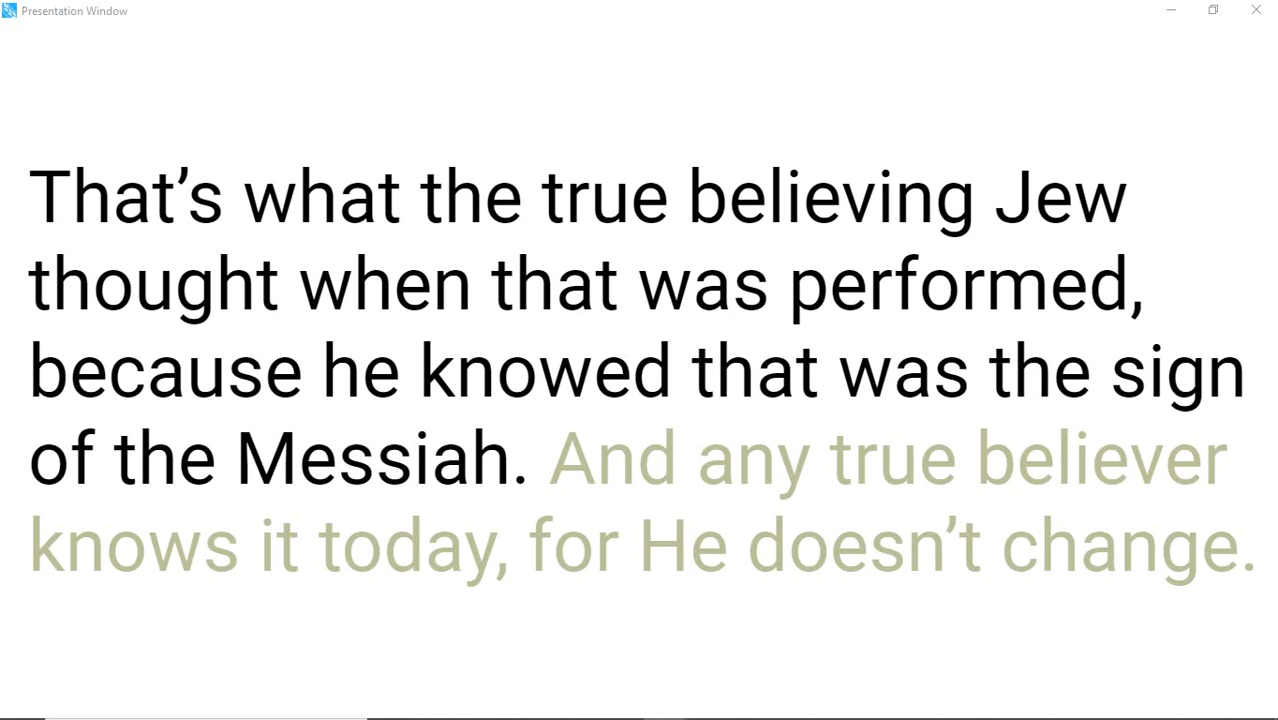 Presentation Window
That’s what the true believing Jew
thought when that was performed,
because he knowed that was the sign
of the Messiah. And any true believer
knows it today, for He doesn’t change.